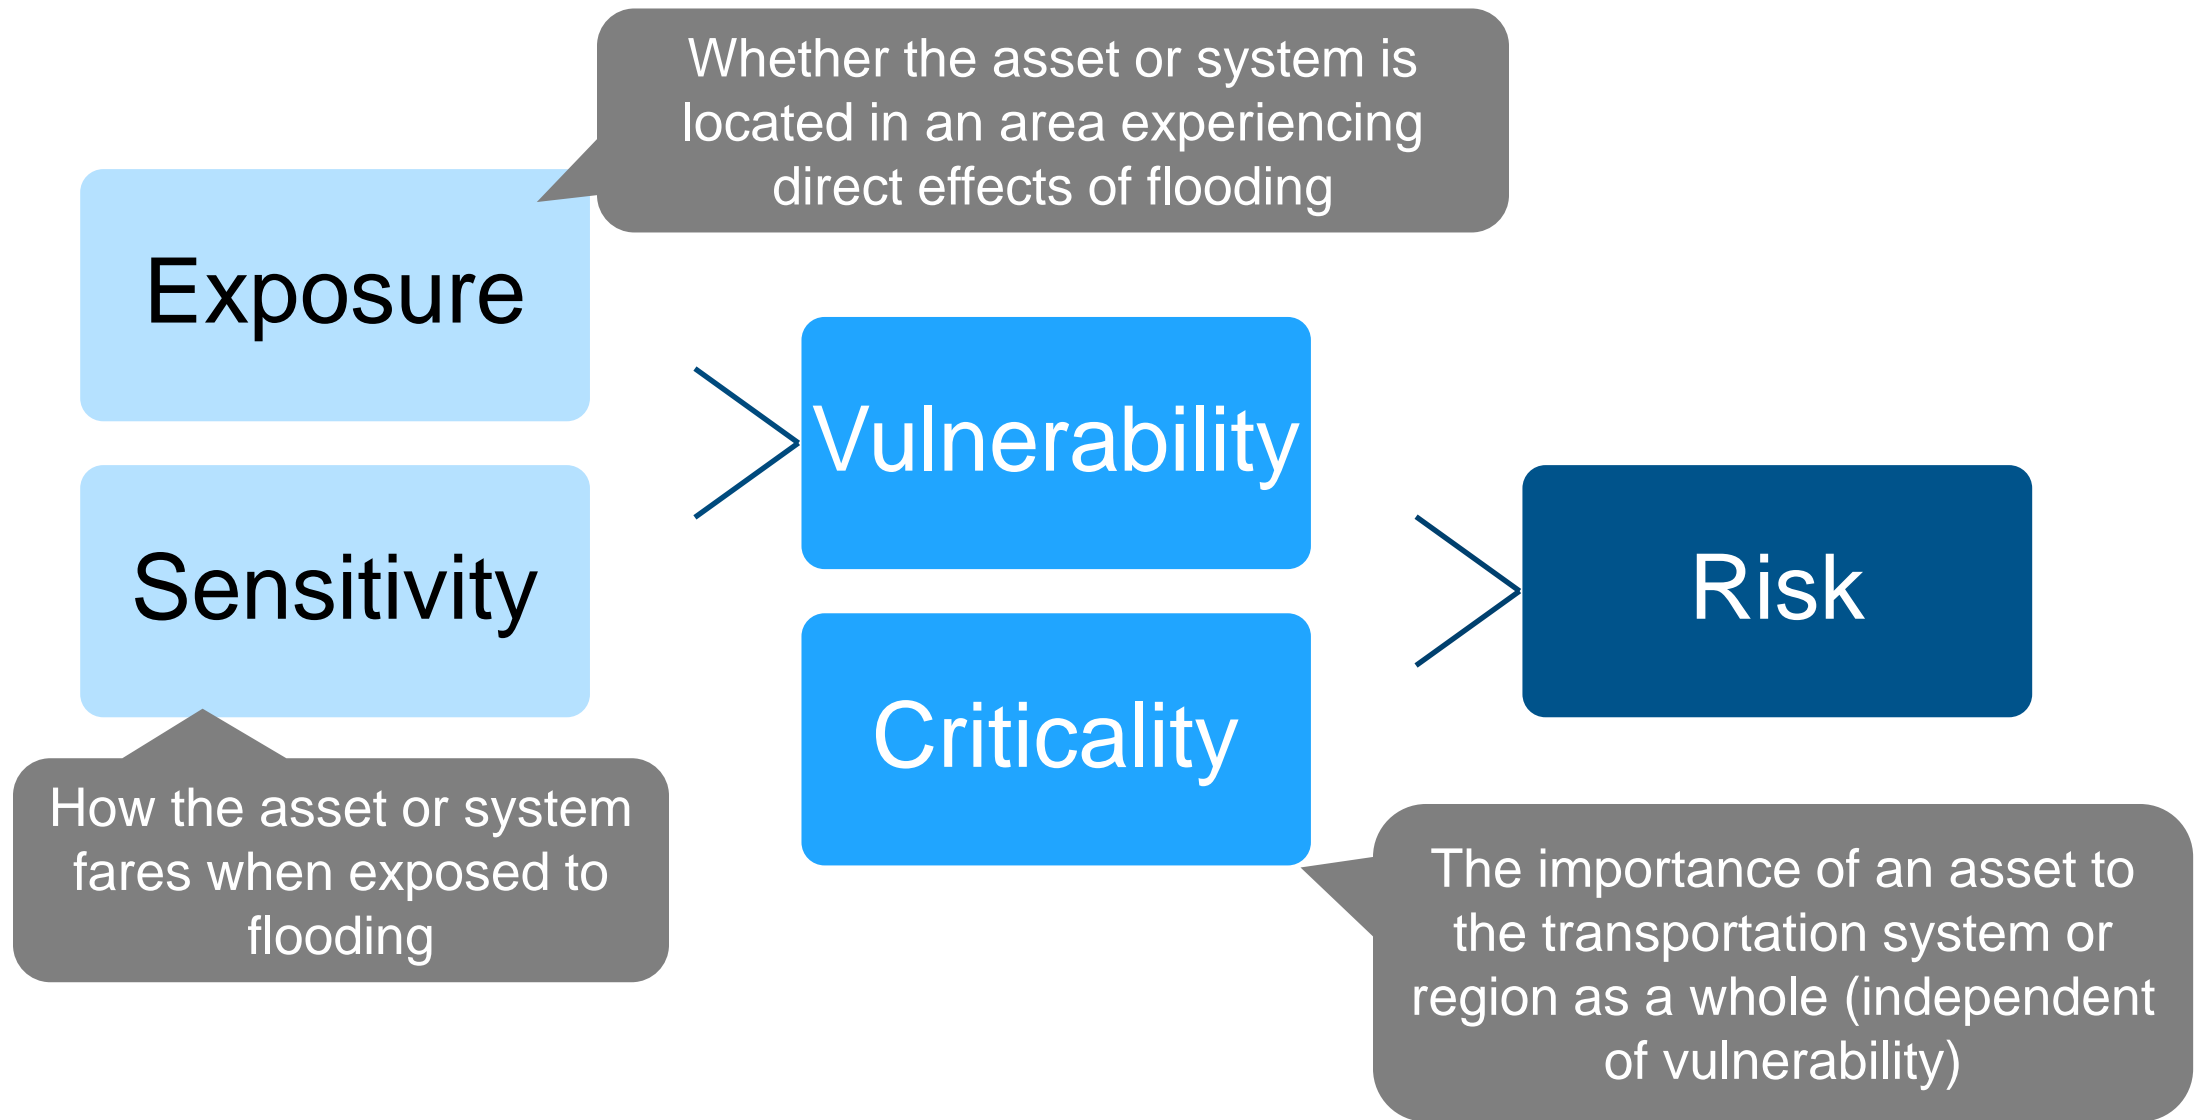 Whether the asset or system is
located in an area experiencing
direct effects of flooding
Exposure
Sensitivity
How the asset or system
fares when exposed to
flooding
Vulnerability
Criticality
The importance of an asset to
the transportation system or
region as a whole (independent
of vulnerability)
Risk